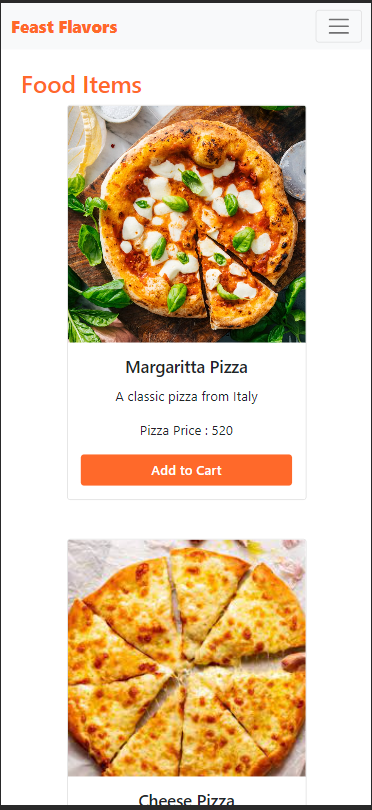 Feast Flavors
Food Items
Margaritta Pizza
A classic pizza from Italy
Pizza Price : 520
Add to Cart
Cheese Pizza